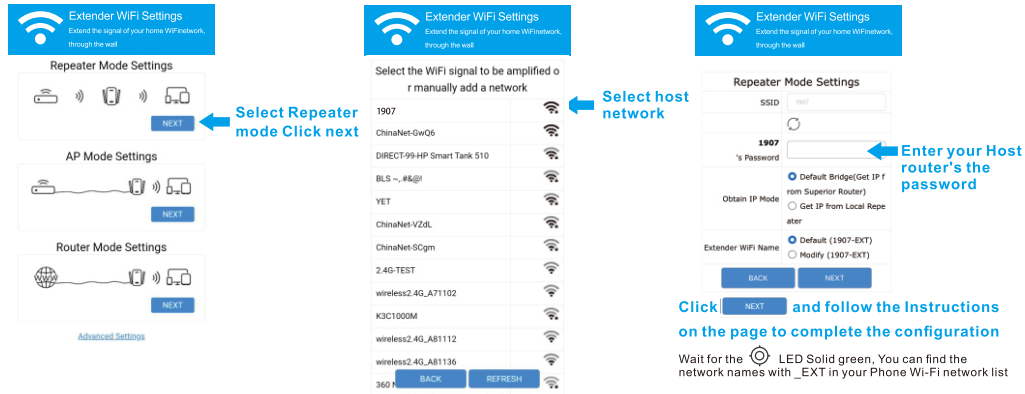 Extender WiFi Settings
Extend the signal of your home WiFinetwork,
through the wall
Repeater Mode Settings
NEXT
Select Repeater
mode Click next
AP Mode Settings
NEXT
Router Mode Settings
WWW
NEXT
Advanced Settings
Extender WiFi Settings
Extend the signal of your home WiFinetwork,
through the wall
Select the WiFi signal to be amplified o
r manually add a network
1907
Select host
network
ChinaNet-GwQ6
DIRECT-99-HP Smart Tank 510
BLS ~,.#&@!
YET
ChinaNet-VZdL
ChinaNet-SCgm
2.4G-TEST
wireless2.4G_A71102
K3C1000M
wireless2.4G_A81112
wireless2.4G_A81136
360
BACK REFRESH
Extender WiFi Settings
Extend the signal of your home WiFinetwork,
through the wall
Repeater Mode Settings
SSID 1907
1907
's Password
Enter your Host
router's the
password
Obtain IP Mode
Default Bridge(Get IP f
rom Superior Router)
Get IP from Local Repe
ater
Extender WiFi Name
Default (1907-EXT)
Modify (1907-EXT)
BACK NEXT
Click NEXT and follow the Instructions
on the page to complete the configuration
Wait for the LED Solid green, You can find the
network names with _EXT in your Phone Wi-Fi network list